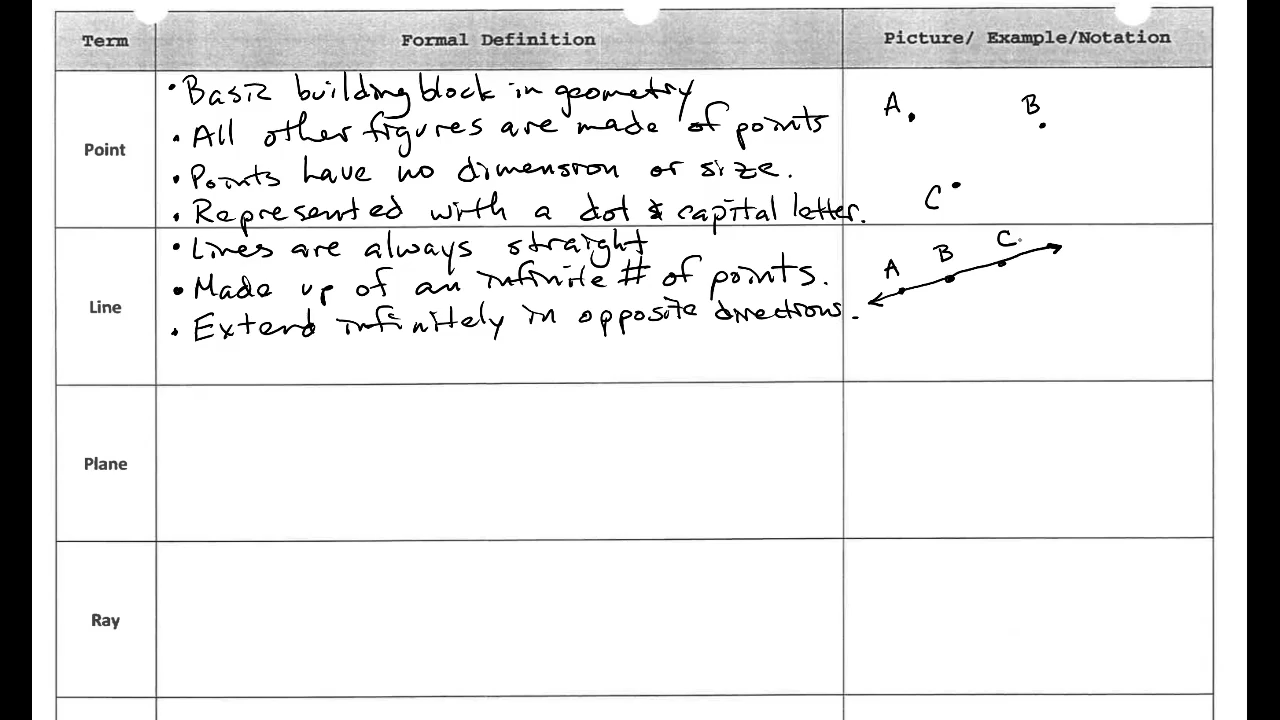 Term Formal Definition Picture/ Example/Notation
Point
• Basic building block in geometry
• All other figures are made of points
• Points have no dimension or size.
• Represented with a dot & capital letter.
A B
C
Line
• Lines are always straight
• Made up of an infinite # of points.
• Extend infinitely in opposite directions.
A B C
Plane
Ray